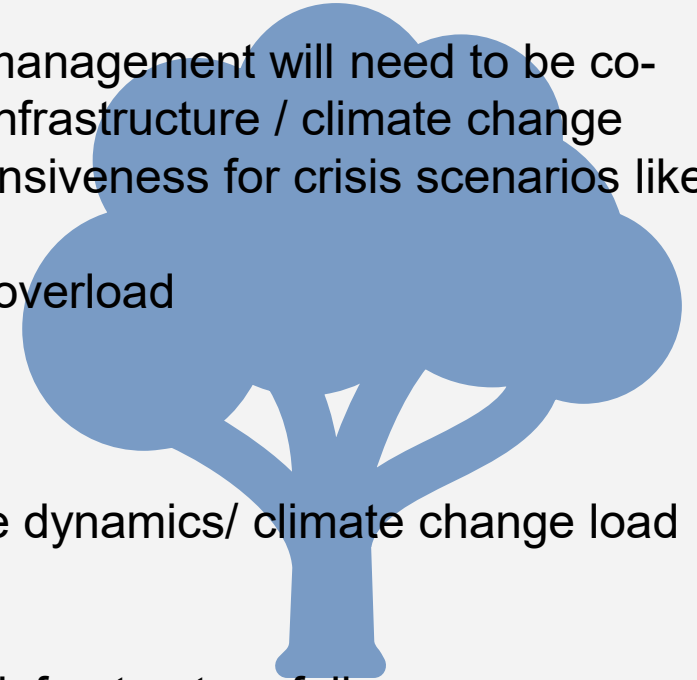 management will need to be co-
nfrastructure / climate change
nsiveness for crisis scenarios like
overload
e dynamics/ climate change load